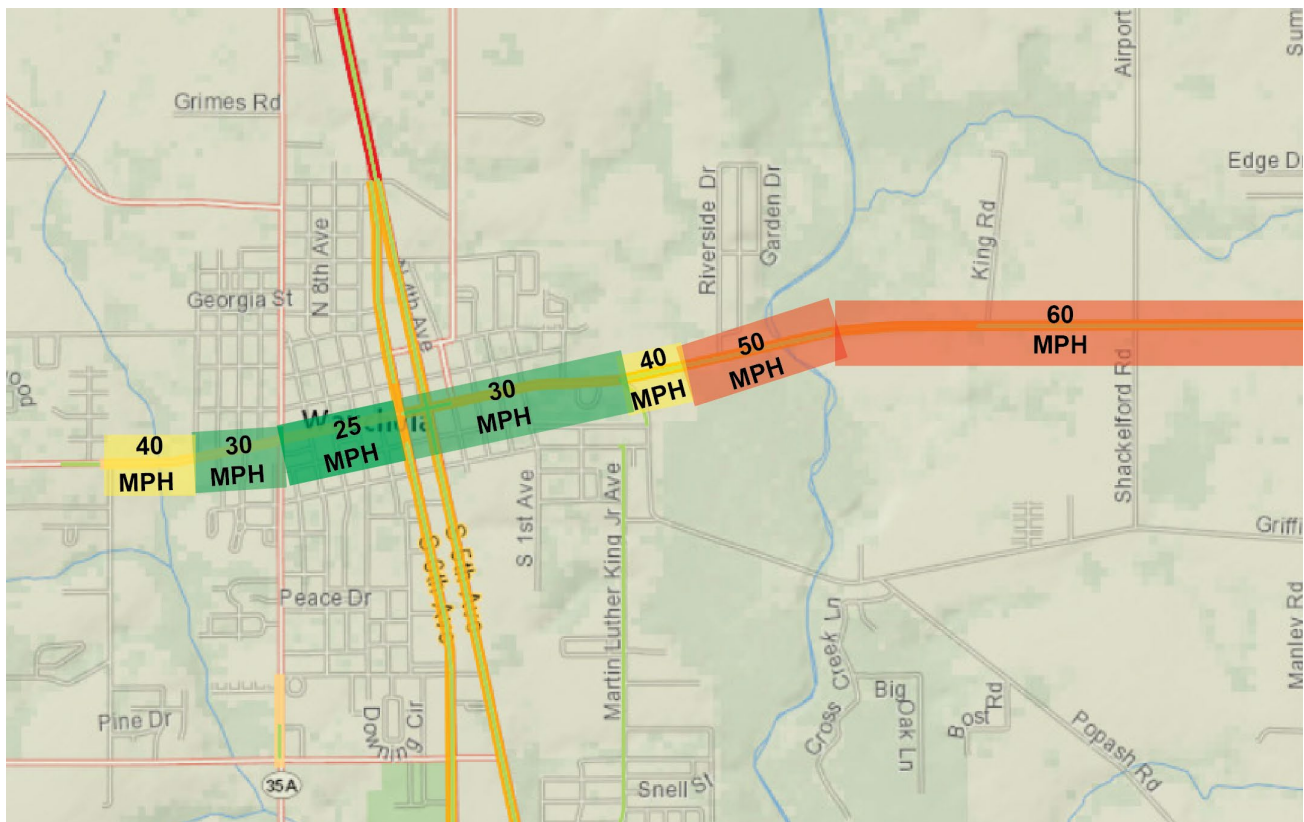 Airport
Sum
Grimes Rd
Edge D
Riverside Dr
Garden Dr
N 8th Ave
King Rd
Georgia St
N 4th Ave
60
MPH
50
MPH
40
MPH
30
MPH
25
MPH
30
MPH
40
MPH
Shackelford Rd
S 1st Ave
Martin Luther King Jr Ave
Griffi
S 5th Ave
S 6th Ave
Peace Dr
Manley Rd
Cross Creek Ln
Big
Oak Ln
Bost Rd
Popash Rd
Pine Dr
Downing Cir
35A
Snell St